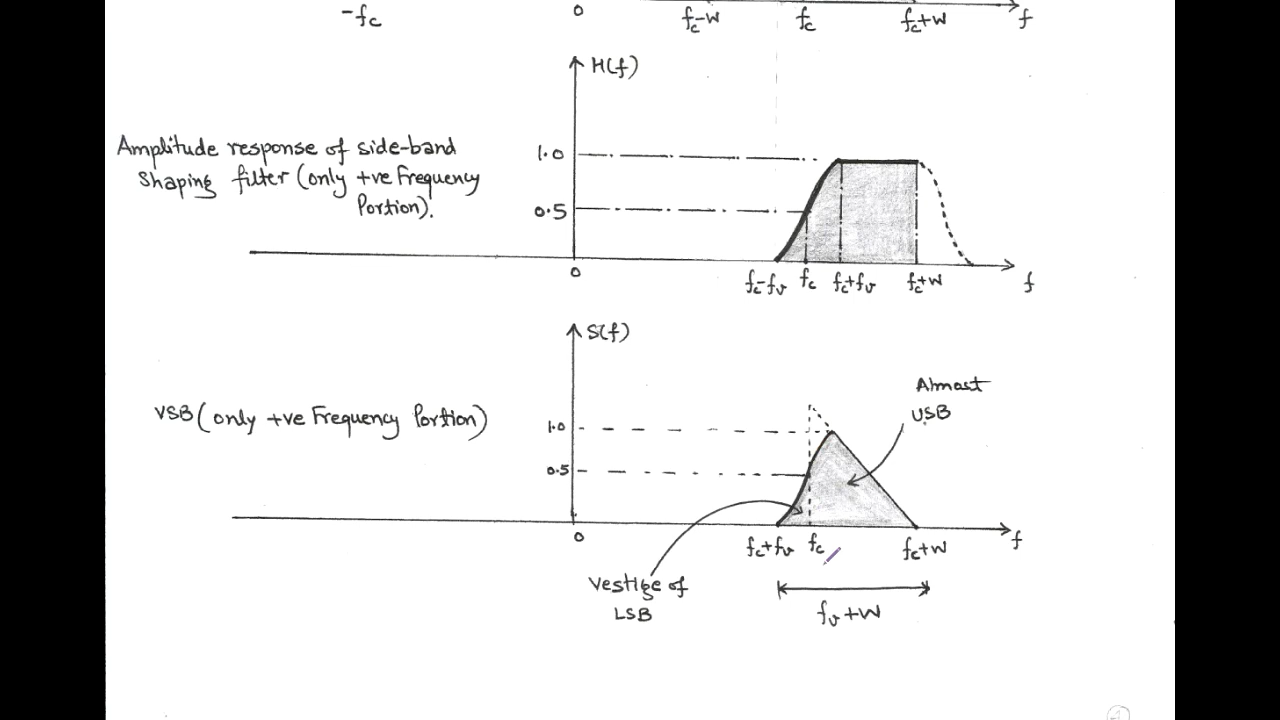 -fc 0 fc-W fc fc+W f
H(f)
Amplitude response of side-band
shaping filter (only +ve Frequency
Portion).
1.0
0.5
0 fc-fv fc fc+fv fc+W f
S(f)
VSB (only +ve Frequency Portion)
Almost
USB
1.0
0.5
0 fc+fv fc fc+W f
Vestige of
LSB
fv+W